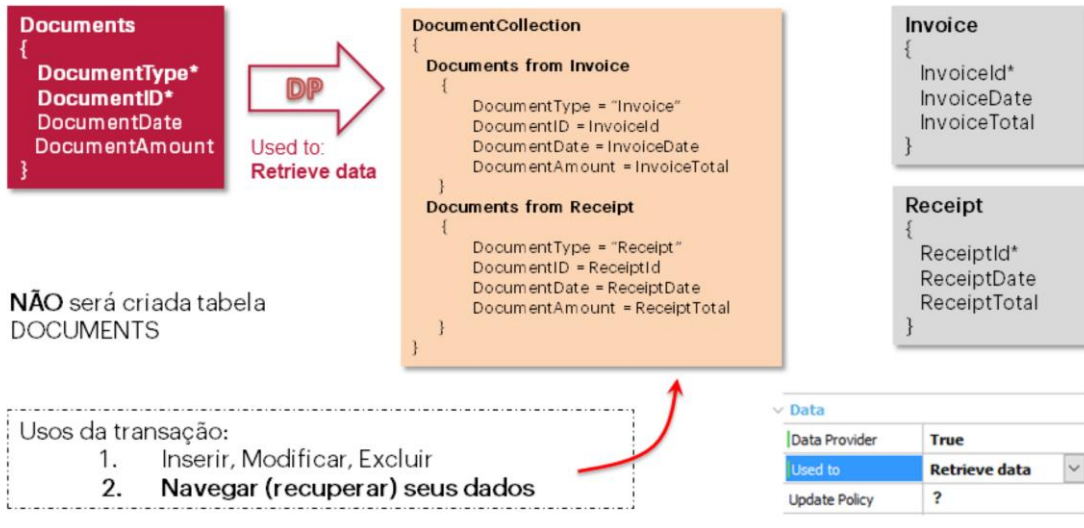 Documents
{
DocumentType*
DocumentID*
DocumentDate
DocumentAmount
}
DP
Used to:
Retrieve data
DocumentCollection
{
Documents from Invoice
{
DocumentType = "Invoice"
DocumentID = InvoiceId
DocumentDate = InvoiceDate
DocumentAmount = InvoiceTotal
}
Documents from Receipt
{
DocumentType = "Receipt"
DocumentID = ReceiptId
DocumentDate = ReceiptDate
DocumentAmount = ReceiptTotal
}
}
Invoice
{
InvoiceId*
InvoiceDate
InvoiceTotal
}
Receipt
{
ReceiptId*
ReceiptDate
ReceiptTotal
}
NÃO será criada tabela
DOCUMENTS
Usos da transação:
1. Inserir, Modificar, Excluir
2. Navegar (recuperar) seus dados
Data
Data Provider True
Used to Retrieve data
Update Policy ?